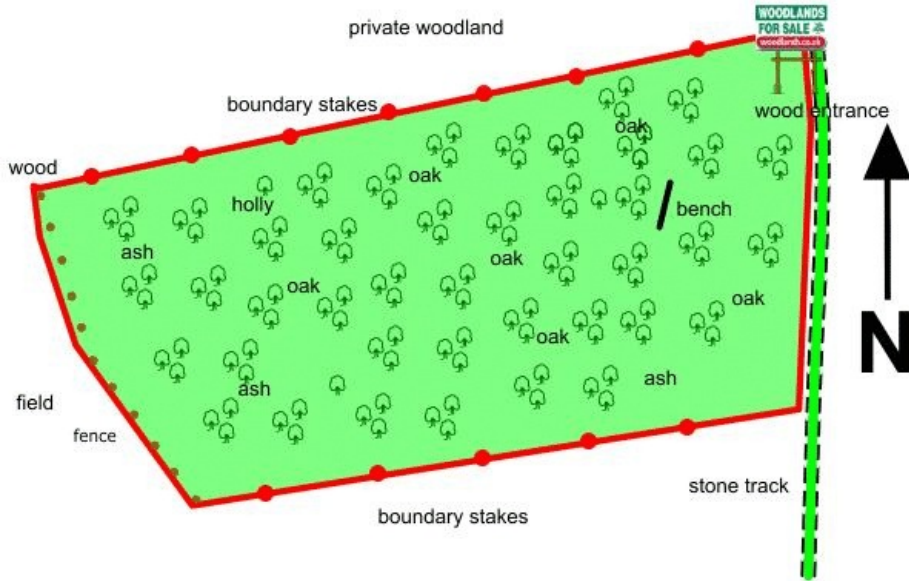 WOODLANDS
FOR SALE
woodlands.co.uk
private woodland
boundary stakes
wood entrance
oak
wood
oak
holly
bench
ash
oak
oak
oak
oak
ash
ash
field
fence
N
stone track
boundary stakes